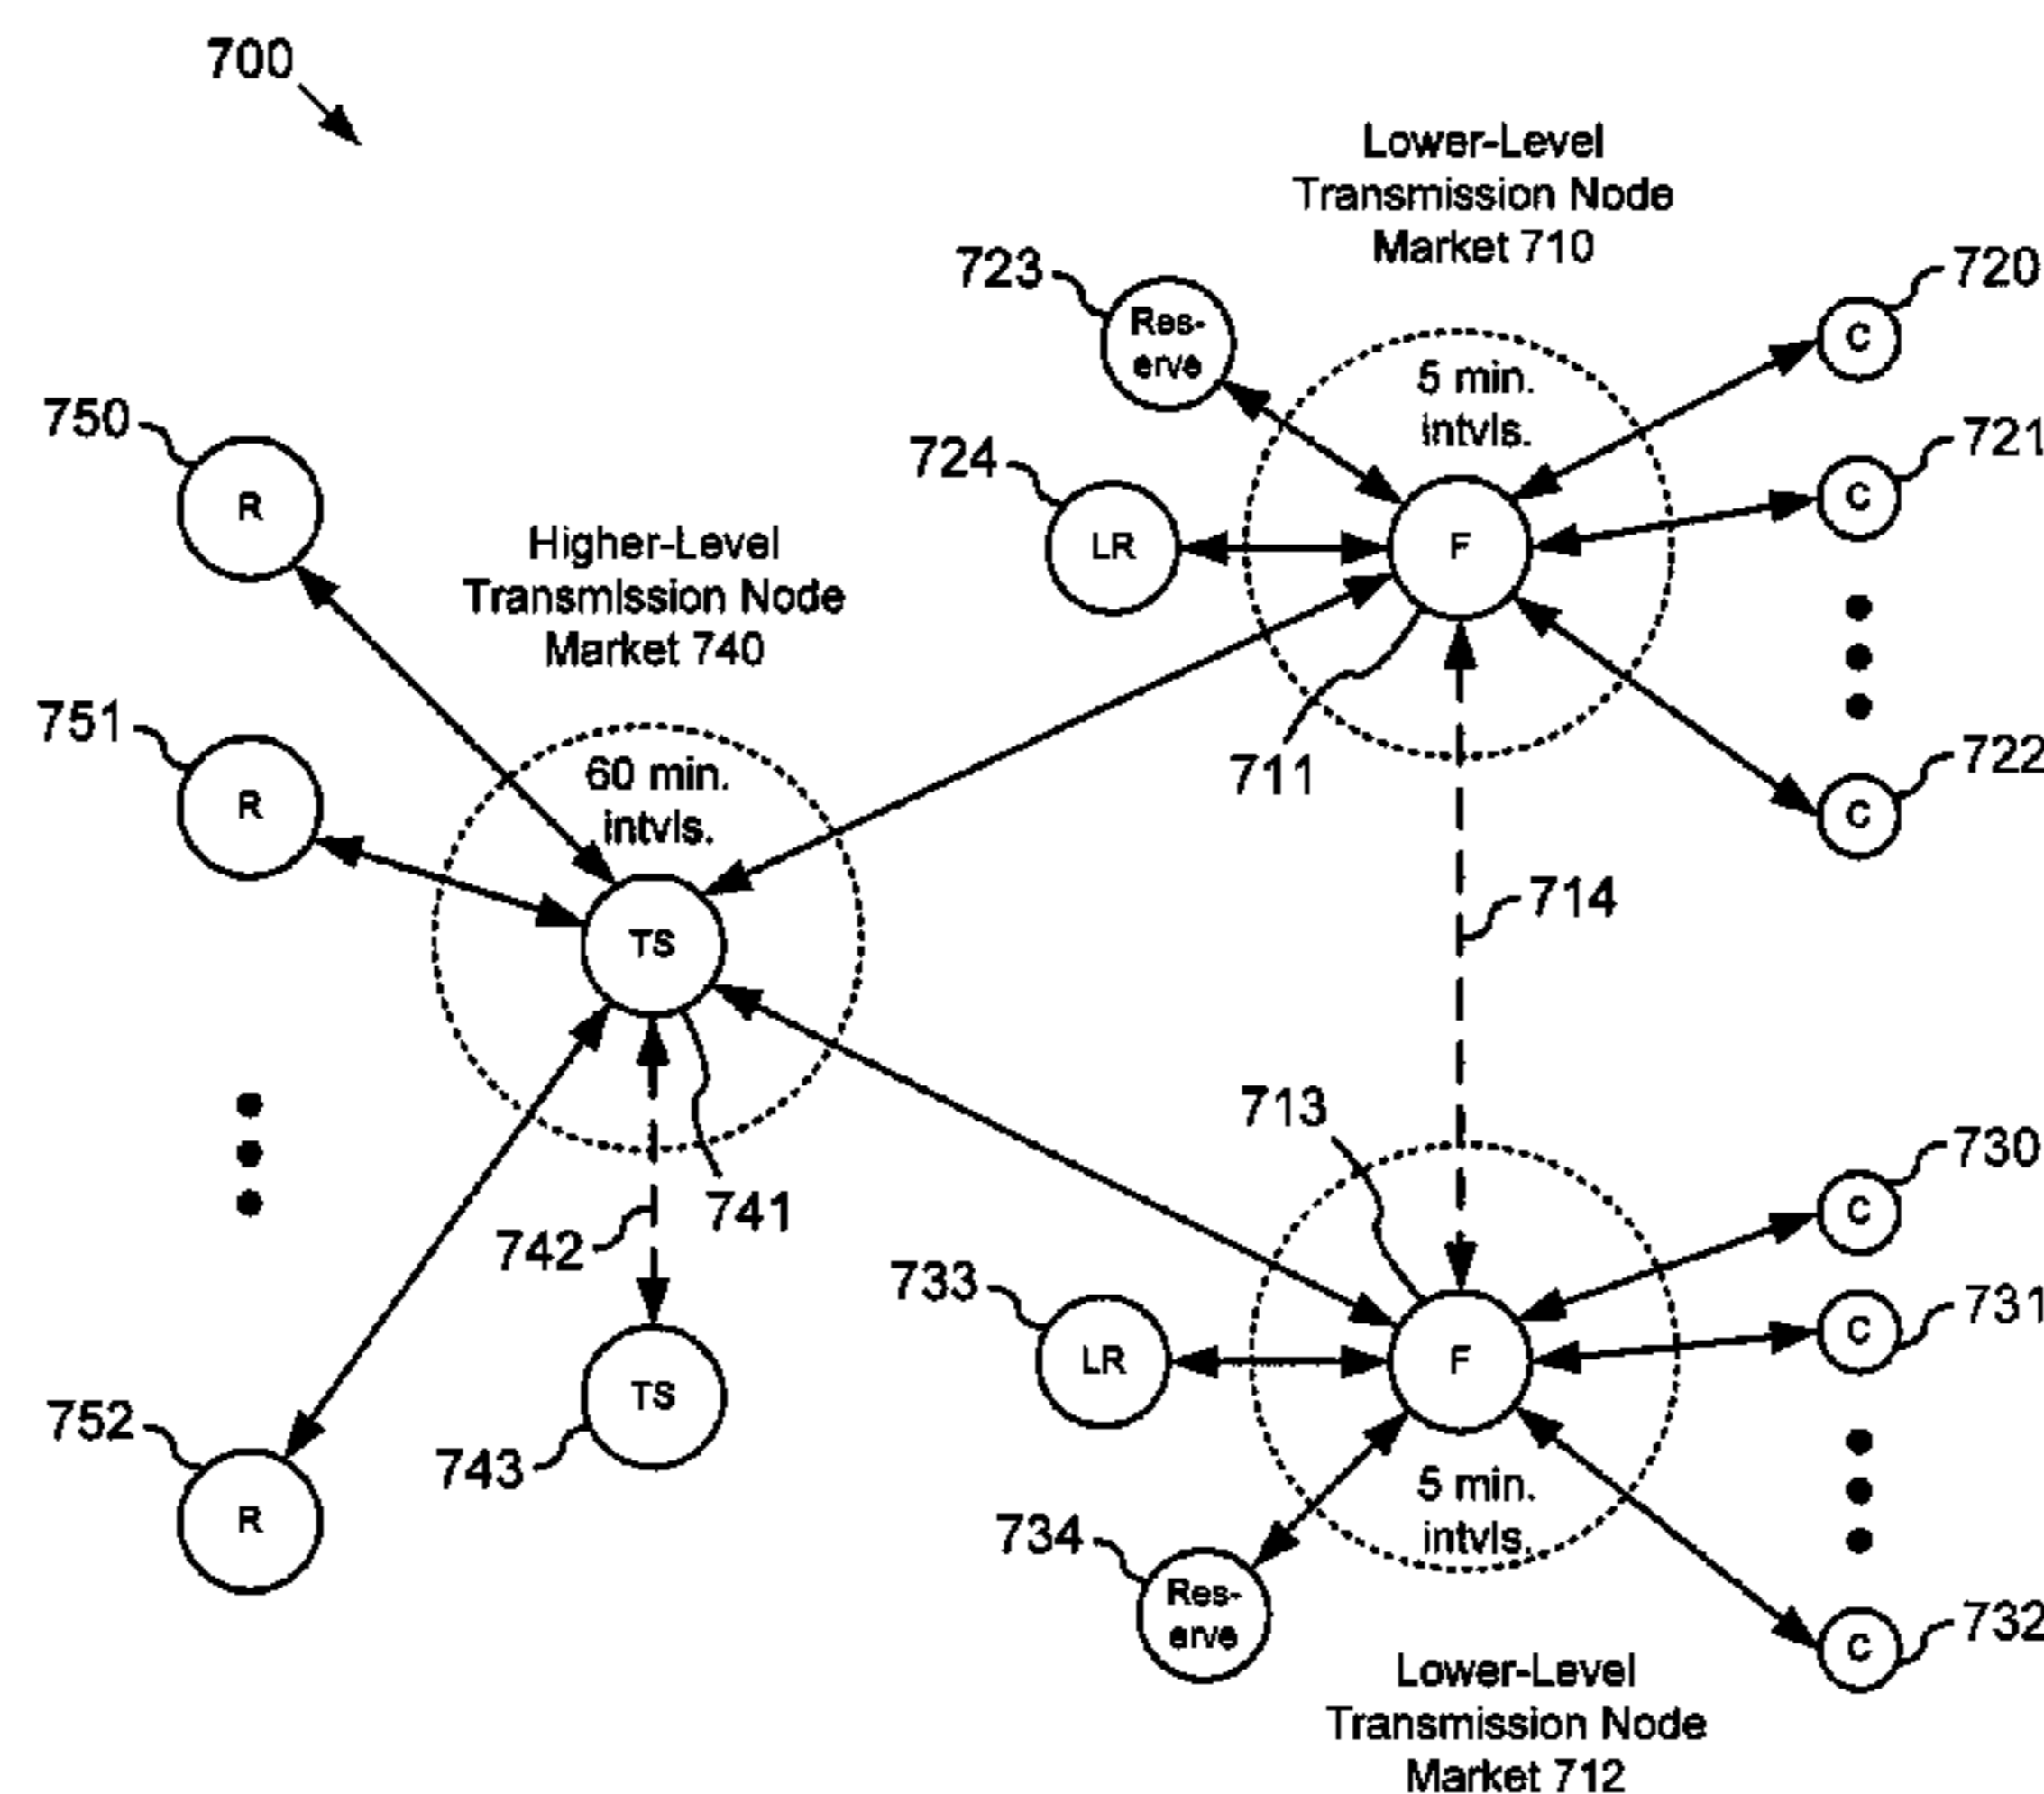 700
Lower-Level
Transmission Node
Market 710
723
Res-
erve
720
C
5 min.
intvls.
750
R
724
LR
F
721
C
Higher-Level
Transmission Node
Market 740
751
R
60 min.
intvls.
711
722
C
TS
714
713
730
C
742
741
733
LR
F
731
C
752
R
743
TS
5 min.
intvls.
734
Res-
erve
732
C
Lower-Level
Transmission Node
Market 712